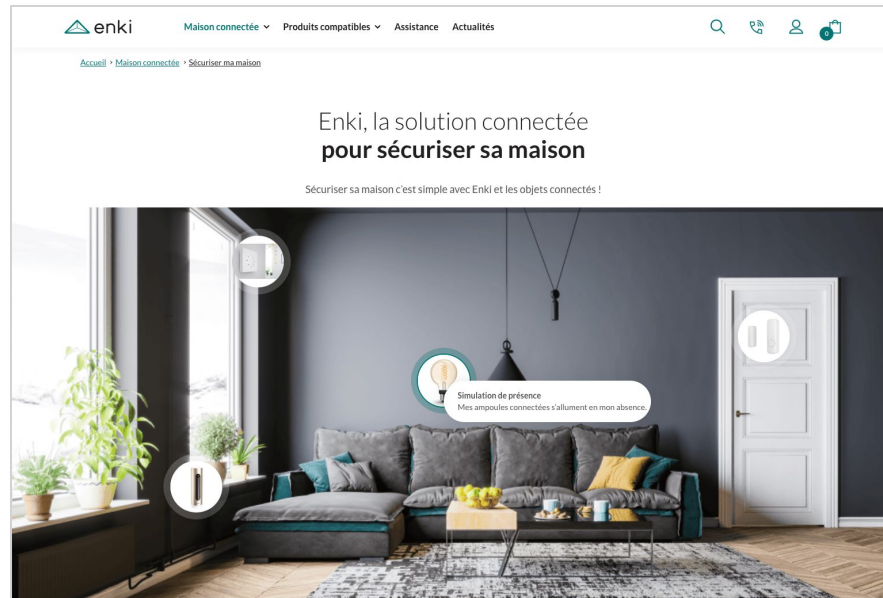 enki
Maison connectée
Produits compatibles
Assistance
Actualités
0
Accueil > Maison connectée > Sécuriser ma maison
Enki, la solution connectée
pour sécuriser sa maison
Sécuriser sa maison c'est simple avec Enki et les objets connectés !
Simulation de présence
Mes ampoules connectées s'allument en mon absence.